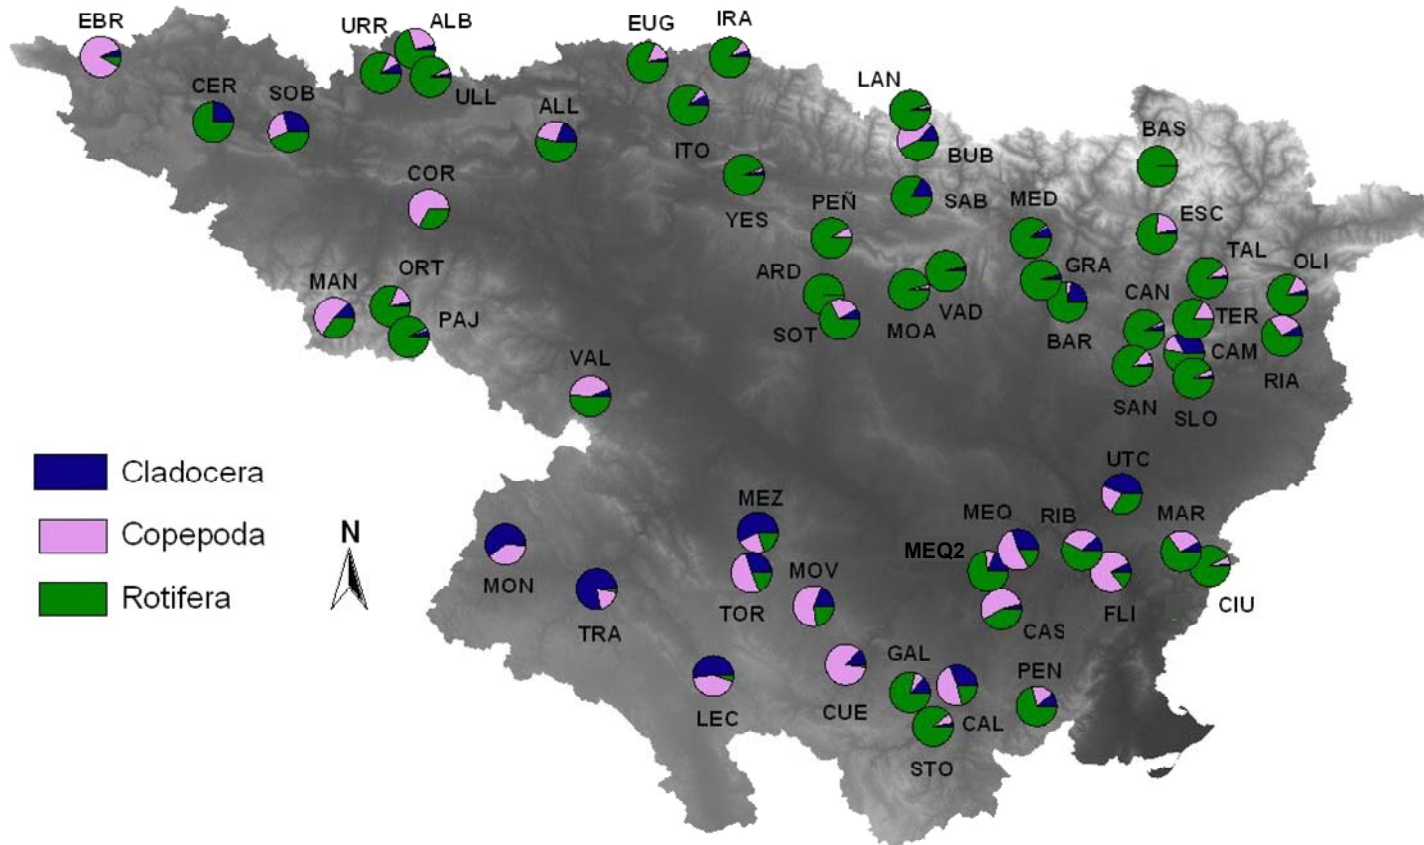 EBR
URR
ALB
EUG
IRA
CER
SOB
ULL
ALL
ITO
LAN
BUB
BAS
COR
YES
PEÑ
SAB
MED
ESC
MAN
ORT
PAJ
ARD
SOT
MOA
VAD
GRA
BAR
CAN
TAL
OLI
TER
CAM
RIA
SAN
SLO
VAL
Cladocera
Copepoda
Rotifera
N
MON
TRA
MEZ
TOR
MOV
LEC
CUE
GAL
STO
CAL
PEN
UTC
MEQ
MEQ2
RIB
MAR
FLI
CIU
CAS